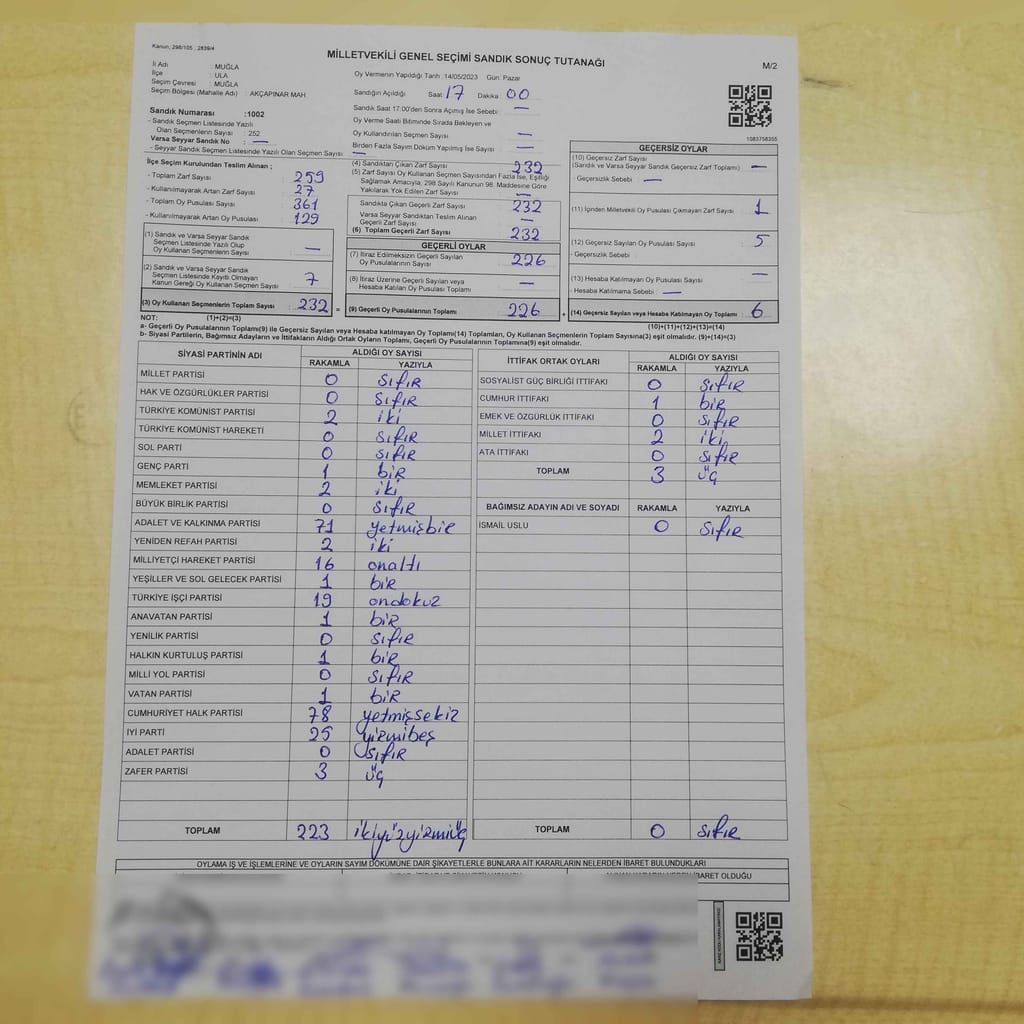 Kanun, 298/105 , 2839/4
MİLLETVEKİLİ GENEL SEÇİMİ SANDIK SONUÇ TUTANAĞI
M/2
İl Adı : MUĞLA
İlçe : ULA
Seçim Çevresi : MUĞLA
Seçim Bölgesi (Mahalle Adı) : AKÇAPINAR MAH.
Oy Vermenin Yapıldığı Tarih :14/05/2023 Gün: Pazar
Sandığın Açıldığı Saat 17 Dakika 00
Sandık Saat 17:00'den Sonra Açımış İse Sebebi: —
Oy Verme Saati Bitiminde Sırada Bekleyen ve
Oy Kullandırılan Seçmen Sayısı : —
Birden Fazla Sayım Döküm Yapılmış İse Sayısı : —
1083758355
Sandık Numarası :1002
- Sandık Seçmen Listesinde Yazılı
Olan Seçmenlerin Sayısı : 252
Varsa Seyyar Sandık No : —
- Seyyar Sandık Seçmen Listesinde Yazılı Olan Seçmen Sayısı : —
İlçe Seçim Kurulundan Teslim Alınan ;
- Toplam Zarf Sayısı : 259
- Kullanılmayarak Artan Zarf Sayısı : 27
- Toplam Oy Pusulası Sayısı : 361
- Kullanılmayarak Artan Oy Pusulası : 129
(1) Sandık ve Varsa Seyyar Sandık
Seçmen Listesinde Yazılı Olup
Oy Kullanan Seçmenlerin Sayısı : —
(2) Sandık ve Varsa Seyyar Sandık
Seçmen Listesinde Kayıtlı Olmayan
Kanun Gereği Oy Kullanan Seçmen Sayısı : 7
(3) Oy Kullanan Seçmenlerin Toplam Sayısı : 232 =
(4) Sandıktan Çıkan Zarf Sayısı : 232
(5) Zarf Sayısı Oy Kullanan Seçmen Sayısından Fazla İse, Eşitliği
Sağlamak Amacıyla, 298 Sayılı Kanunun 98. Maddesine Göre
Yakılarak Yok Edilen Zarf Sayısı : —
Sandıkta Çıkan Geçerli Zarf Sayısı : 232
Varsa Seyyar Sandıktan Teslim Alınan
Geçerli Zarf Sayısı : —
(6) Toplam Geçerli Zarf Sayısı : 232
GEÇERLİ OYLAR
(7) İtiraz Edilmeksizin Geçerli Sayılan
Oy Pusulalarının Sayısı : 226
(8) İtiraz Üzerine Geçerli Sayılan veya
Hesaba Katılan Oy Pusulası Toplamı : —
(9) Geçerli Oy Pusulalarının Toplamı : 226 +
GEÇERSİZ OYLAR
(10) Geçersiz Zarf Sayısı
(Sandık ve Varsa Seyyar Sandık Geçersiz Zarf Toplamı) : —
- Geçersizlik Sebebi : —
(11) İçinden Milletvekili Oy Pusulası Çıkmayan Zarf Sayısı : 1
(12) Geçersiz Sayılan Oy Pusulası Sayısı : 5
- Geçersizlik Sebebi :
(13) Hesaba Katılmayan Oy Pusulası Sayısı : —
- Hesaba Katılmama Sebebi : —
(14) Geçersiz Sayılan veya Hesaba Katılmayan Oy Toplamı : 6
NOT: (1)+(2)=(3)
(10)+(11)+(12)+(13)=(14)
a- Geçerli Oy Pusulalarının Toplamı(9) ile Geçersiz Sayılan veya Hesaba katılmayan Oy Toplamı(14) Toplamları, Oy Kullanan Seçmenlerin Toplam Sayısına(3) eşit olmalıdır. (9)+(14)=(3)
b- Siyasi Partilerin, Bağımsız Adayların ve İttifakların Aldığı Ortak Oyların Toplamı, Geçerli Oy Pusulalarının Toplamına(9) eşit olmalıdır.
SİYASİ PARTİNİN ADI ALDIĞI OY SAYISI
RAKAMLA YAZIYLA
MİLLET PARTİSİ 0 sıfır
HAK VE ÖZGÜRLÜKLER PARTİSİ 0 sıfır
TÜRKİYE KOMÜNİST PARTİSİ 2 iki
TÜRKİYE KOMÜNİST HAREKETİ 0 sıfır
SOL PARTİ 0 sıfır
GENÇ PARTİ 1 bir
MEMLEKET PARTİSİ 2 iki
BÜYÜK BİRLİK PARTİSİ 0 sıfır
ADALET VE KALKINMA PARTİSİ 71 yetmişbir
YENİDEN REFAH PARTİSİ 2 iki
MİLLİYETÇİ HAREKET PARTİSİ 16 onaltı
YEŞİLLER VE SOL GELECEK PARTİSİ 1 bir
TÜRKİYE İŞÇİ PARTİSİ 19 ondokuz
ANAVATAN PARTİSİ 1 bir
YENİLİK PARTİSİ 0 sıfır
HALKIN KURTULUŞ PARTİSİ 1 bir
MİLLİ YOL PARTİSİ 0 sıfır
VATAN PARTİSİ 1 bir
CUMHURİYET HALK PARTİSİ 78 yetmişsekiz
İYİ PARTİ 25 yirmibeş
ADALET PARTİSİ 0 sıfır
ZAFER PARTİSİ 3 üç
TOPLAM 223 ikiyüzyirmiüç
İTTİFAK ORTAK OYLARI ALDIĞI OY SAYISI
RAKAMLA YAZIYLA
SOSYALİST GÜÇ BİRLİĞİ İTTİFAKI 0 sıfır
CUMHUR İTTİFAKI 1 bir
EMEK VE ÖZGÜRLÜK İTTİFAKI 0 sıfır
MİLLET İTTİFAKI 2 iki
ATA İTTİFAKI 0 sıfır
TOPLAM 3 üç
BAĞIMSIZ ADAYIN ADI VE SOYADI RAKAMLA YAZIYLA
İSMAİL USLU 0 sıfır
TOPLAM 0 sıfır
OYLAMA İŞ VE İŞLEMLERİNE VE OYLARIN SAYIM DÖKÜMÜNE DAİR ŞİKAYETLERLE BUNLARA AİT KARARLARIN NELERDEN İBARET BULUNDUKLARI
İBARET OLDUĞU